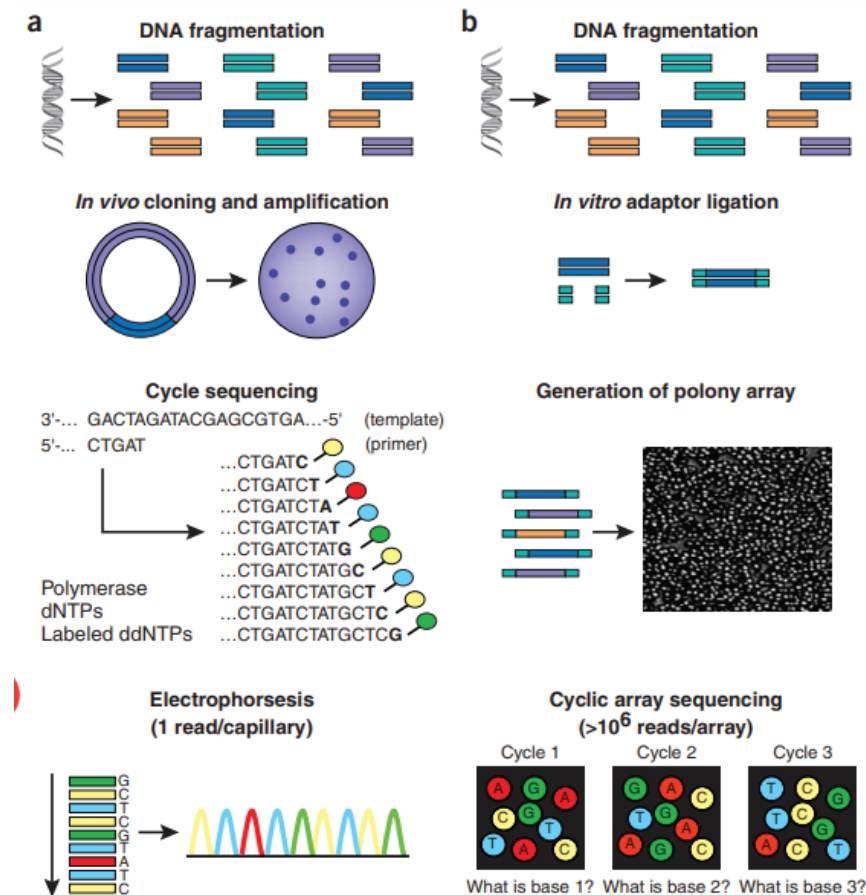 a
DNA fragmentation
In vivo cloning and amplification
Cycle sequencing
3'-... GACTAGATACGAGCGTGA...-5' (template)
5'-... CTGAT (primer)
...CTGATC
...CTGATCT
...CTGATCTA
...CTGATCTAT
...CTGATCTATG
...CTGATCTATGC
...CTGATCTATGCT
...CTGATCTATGCTC
...CTGATCTATGCTCG
Polymerase
dNTPs
Labeled ddNTPs
Electrophorsesis
(1 read/capillary)
G
C
T
C
G
T
A
T
C
b
DNA fragmentation
In vitro adaptor ligation
Generation of polony array
Cyclic array sequencing
(>10⁶ reads/array)
Cycle 1
A G A
C G T
T A C
What is base 1?
Cycle 2
G A C
T G A
A G C
What is base 2?
Cycle 3
T C G
T C G
A C T
What is base 3?